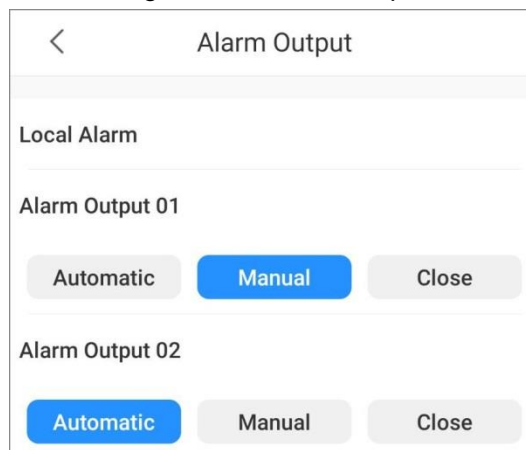 Alarm Output
Local Alarm
Alarm Output 01
Automatic Manual Close
Alarm Output 02
Automatic Manual Close